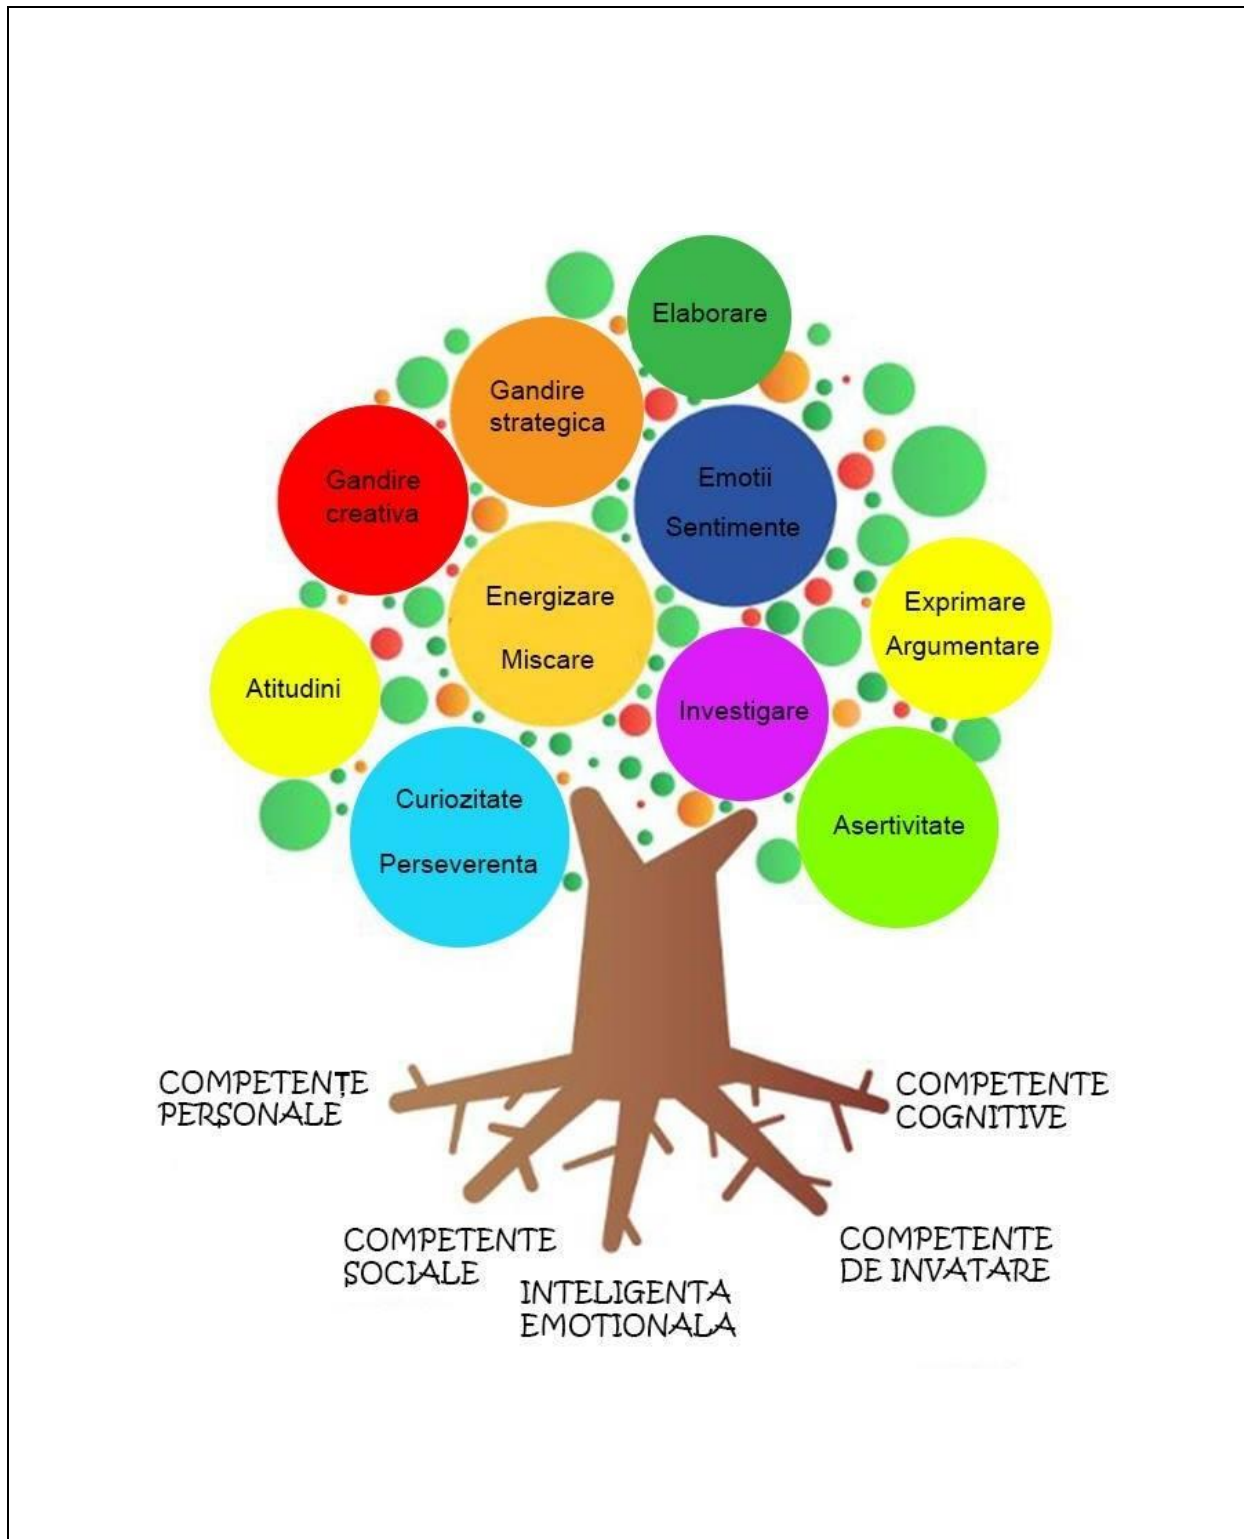 Elaborare
Gandire
strategica
Gandire
creativa
Emotii
Sentimente
Energizare
Miscare
Exprimare
Argumentare
Atitudini
Investigare
Curiozitate
Perseverenta
Asertivitate
COMPETENȚE
PERSONALE
COMPETENTE
COGNITIVE
COMPETENTE
SOCIALE
COMPETENTE
DE INVATARE
INTELIGENTA
EMOTIONALA